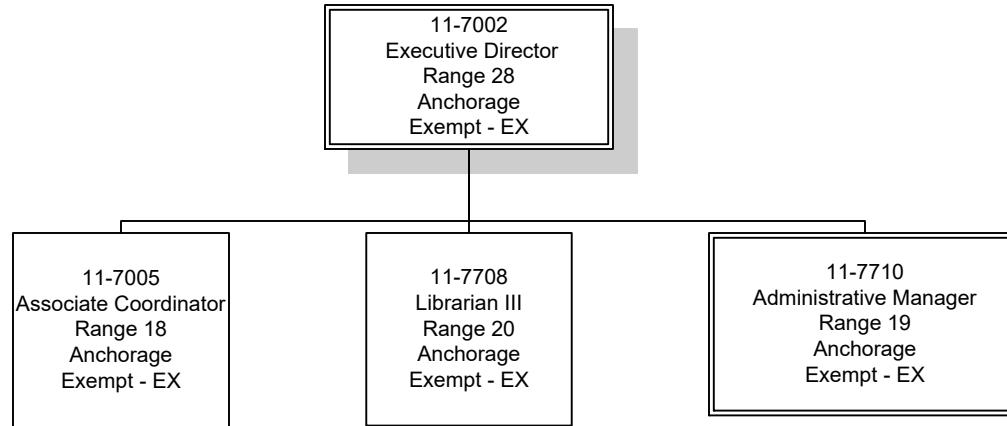 11-7002
Executive Director
Range 28
Anchorage
Exempt - EX
11-7005
Associate Coordinator
Range 18
Anchorage
Exempt - EX
11-7708
Librarian III
Range 20
Anchorage
Exempt - EX
11-7710
Administrative Manager
Range 19
Anchorage
Exempt - EX